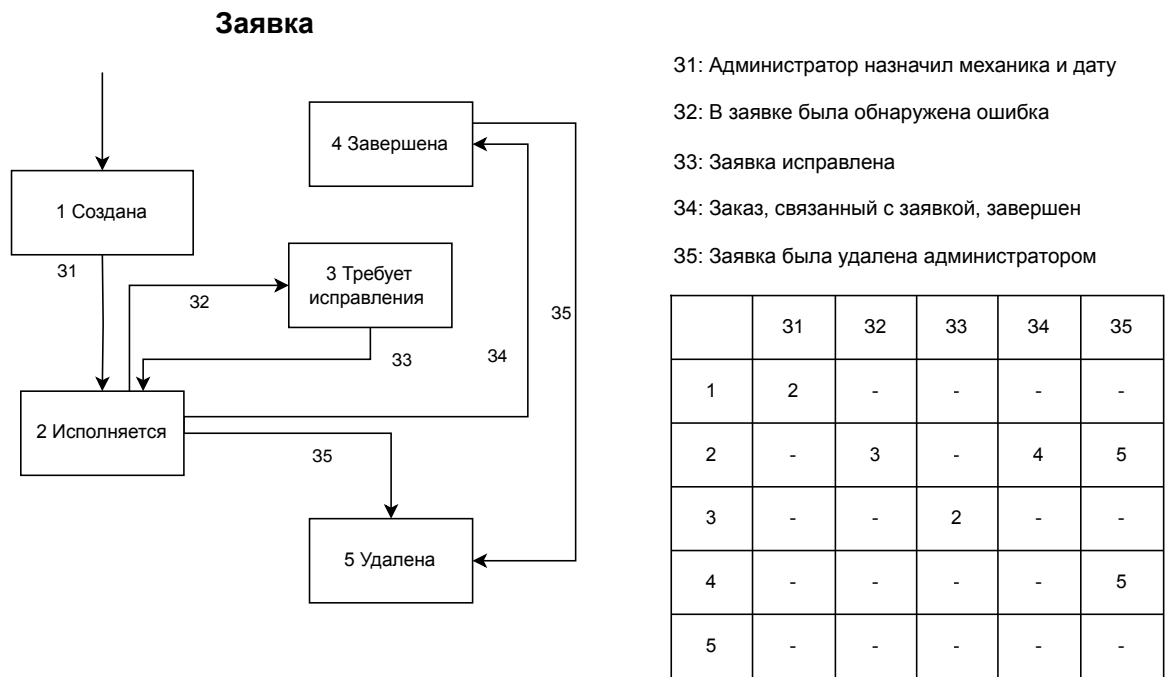 Заявка
З1: Администратор назначил механика и дату
4 Завершена
З2: В заявке была обнаружена ошибка
З3: Заявка исправлена
1 Создана
З4: Заказ, связанный с заявкой, завершен
З5: Заявка была удалена администратором
З1
3 Требует
исправления
З2
З5
З3
З4
2 Исполняется
З5
5 Удалена
З1 З2 З3 З4 З5
1 2 - - - -
2 - 3 - 4 5
3 - - 2 - -
4 - - - - 5
5 - - - - -